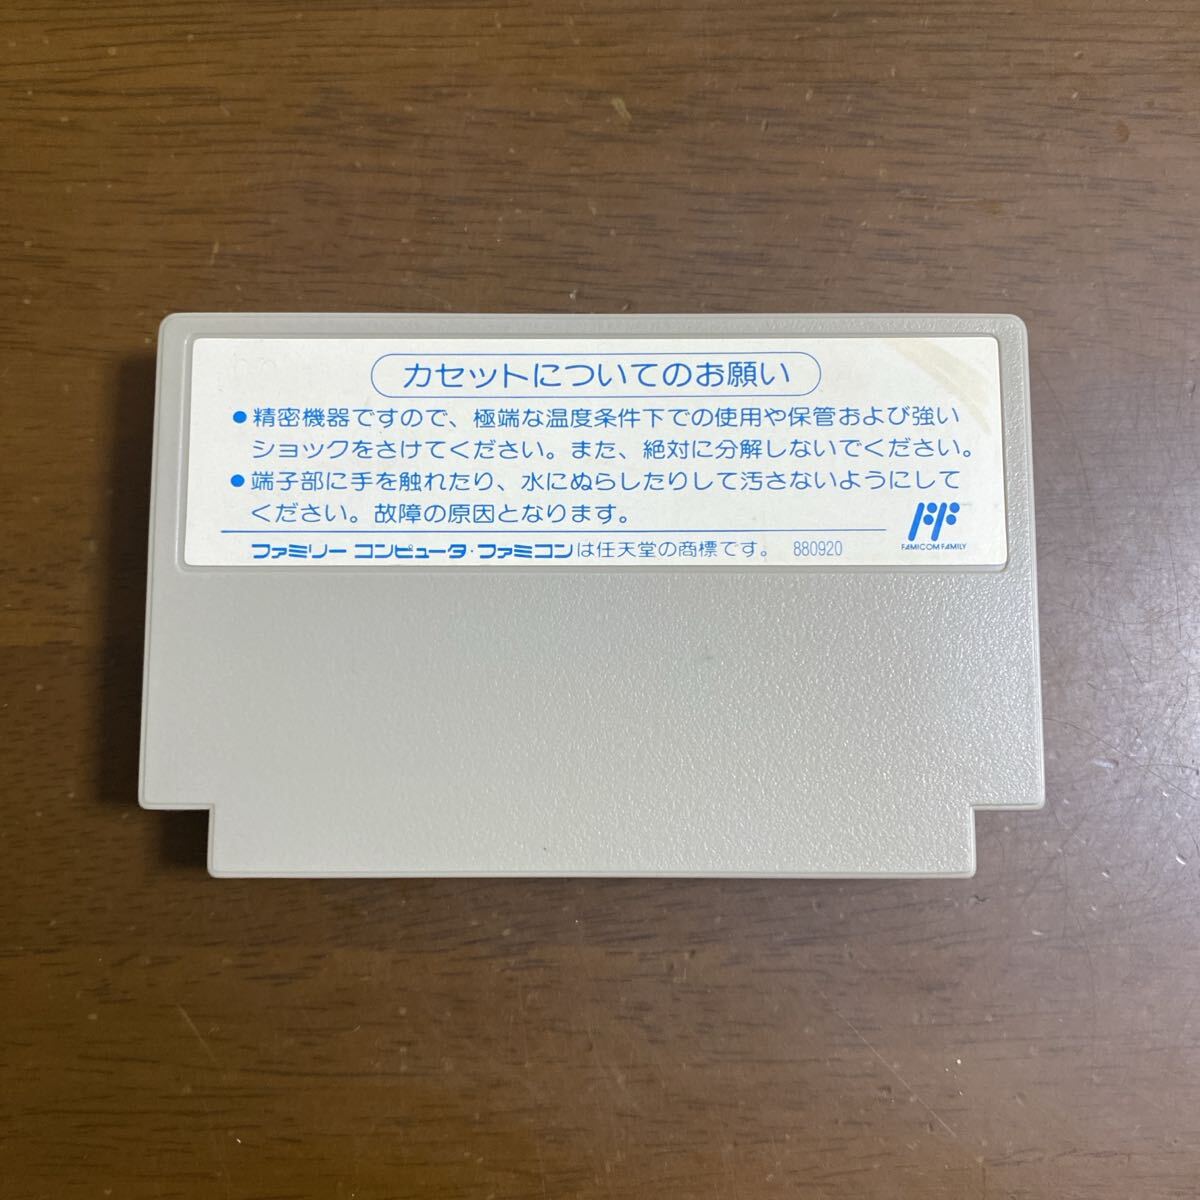 カセットについてのお願い
●精密機器ですので、極端な温度条件下での使用や保管および強い
ショックをさけてください。また、絶対に分解しないでください。
●端子部に手を触れたり、水にぬらしたりして汚さないようにして
ください。故障の原因となります。
FAMICOM FAMILY
ファミリー コンピュータ・ファミコンは任天堂の商標です。 880920